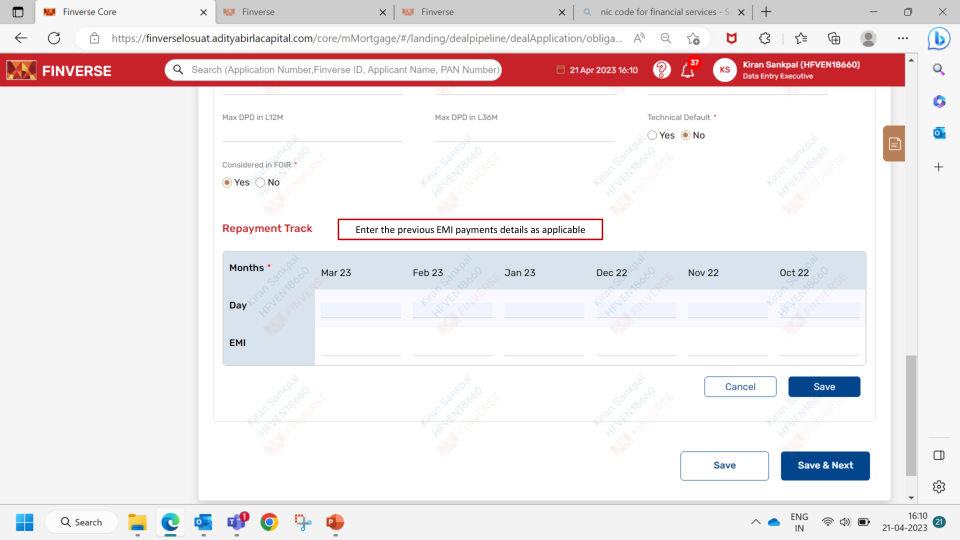 Finverse Core
Finverse
Finverse
nic code for financial services - S
https://finverselosuat.adityabirlacapital.com/core/mMortgage/#/landing/dealpipeline/dealApplication/obliga...
FINVERSE
Search (Application Number,Finverse ID, Applicant Name, PAN Number)
21 Apr 2023 16:10
37
KS
Kiran Sankpal (HFVEN18660)
Data Entry Executive
Max DPD in L12M
Max DPD in L36M
Technical Default *
Yes
No
Considered in FOIR *
Yes
No
Repayment Track
Enter the previous EMI payments details as applicable
Months *
Mar 23
Feb 23
Jan 23
Dec 22
Nov 22
Oct 22
Day
EMI
Cancel
Save
Save
Save & Next
Kiran Sankpal
HFVEN18660
FINVERSE
Search
1
ENG
IN
16:10
21-04-2023
21